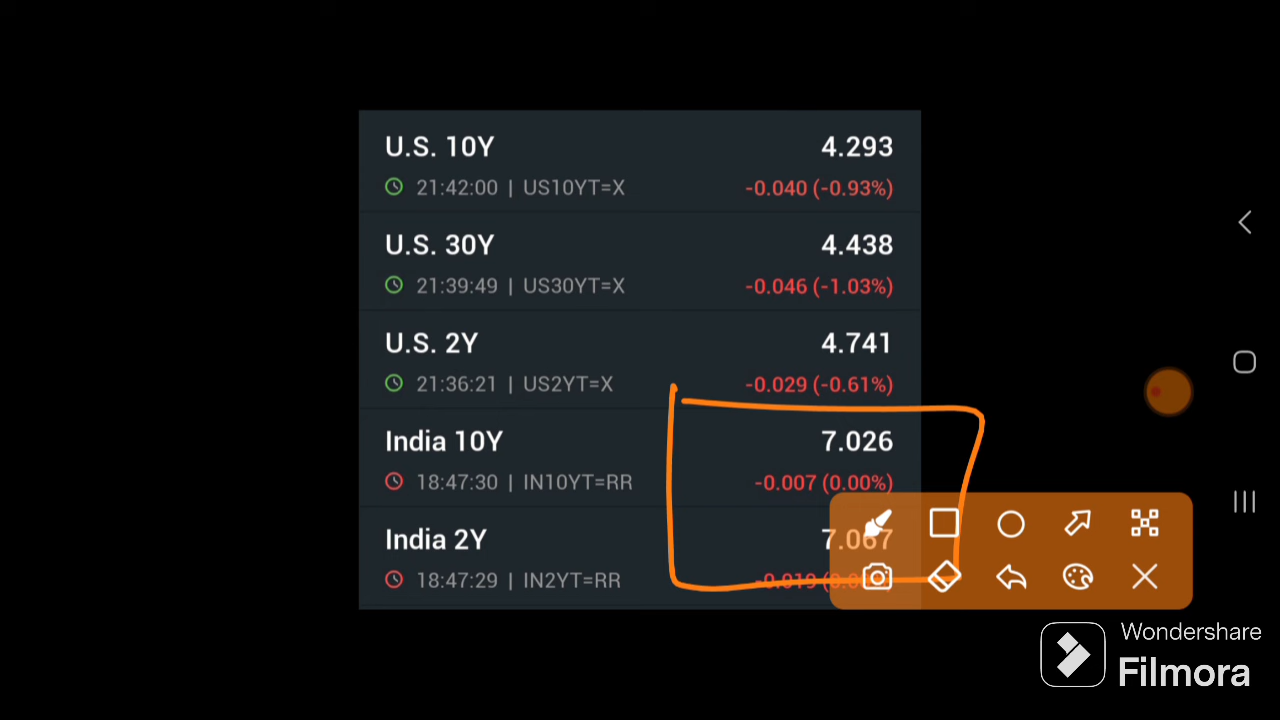 U.S. 10Y 4.293
21:42:00 | US10YT=X -0.040 (-0.93%)
U.S. 30Y 4.438
21:39:49 | US30YT=X -0.046 (-1.03%)
U.S. 2Y 4.741
21:36:21 | US2YT=X -0.029 (-0.61%)
India 10Y 7.026
18:47:30 | IN10YT=RR -0.007 (0.00%)
India 2Y 7.067
18:47:29 | IN2YT=RR -0.019
Wondershare
Filmora